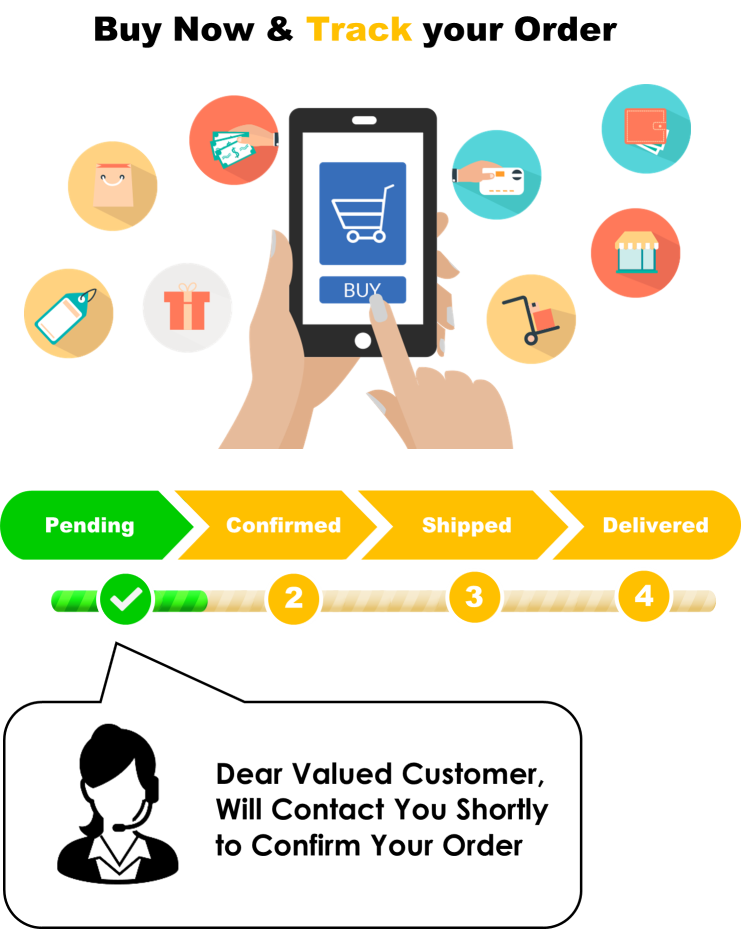 Buy Now & Track your Order
BUY
Pending
Confirmed
Shipped
Delivered
2
3
4
Dear Valued Customer,
Will Contact You Shortly
to Confirm Your Order